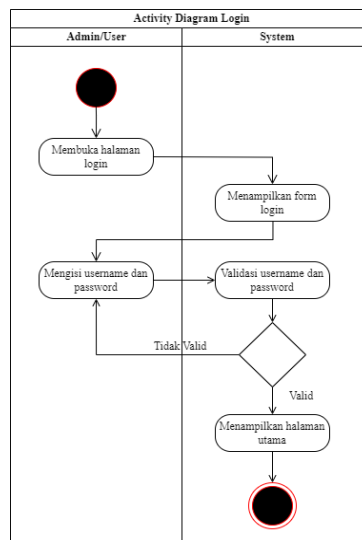 Activity Diagram Login
Admin/User
System
Membuka halaman
login
Menampilkan form
login
Mengisi username dan
password
Validasi username dan
password
Tidak Valid
Valid
Menampilkan halaman
utama